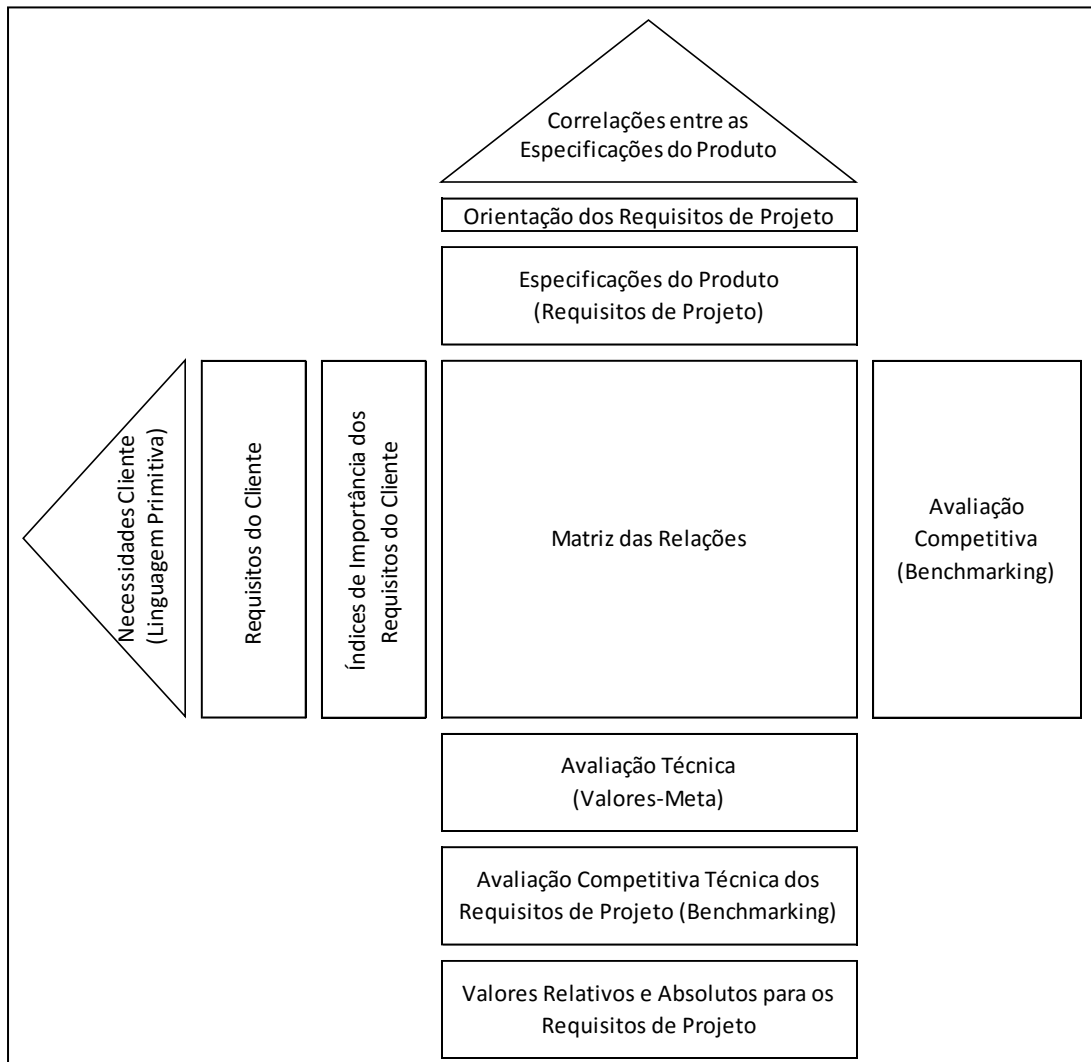 Correlações entre as
Especificações do Produto
Orientação dos Requisitos de Projeto
Especificações do Produto
(Requisitos de Projeto)
Necessidades Cliente
(Linguagem Primitiva)
Requisitos do Cliente
Índices de Importância dos
Requisitos do Cliente
Matriz das Relações
Avaliação
Competitiva
(Benchmarking)
Avaliação Técnica
(Valores-Meta)
Avaliação Competitiva Técnica dos
Requisitos de Projeto (Benchmarking)
Valores Relativos e Absolutos para os
Requisitos de Projeto